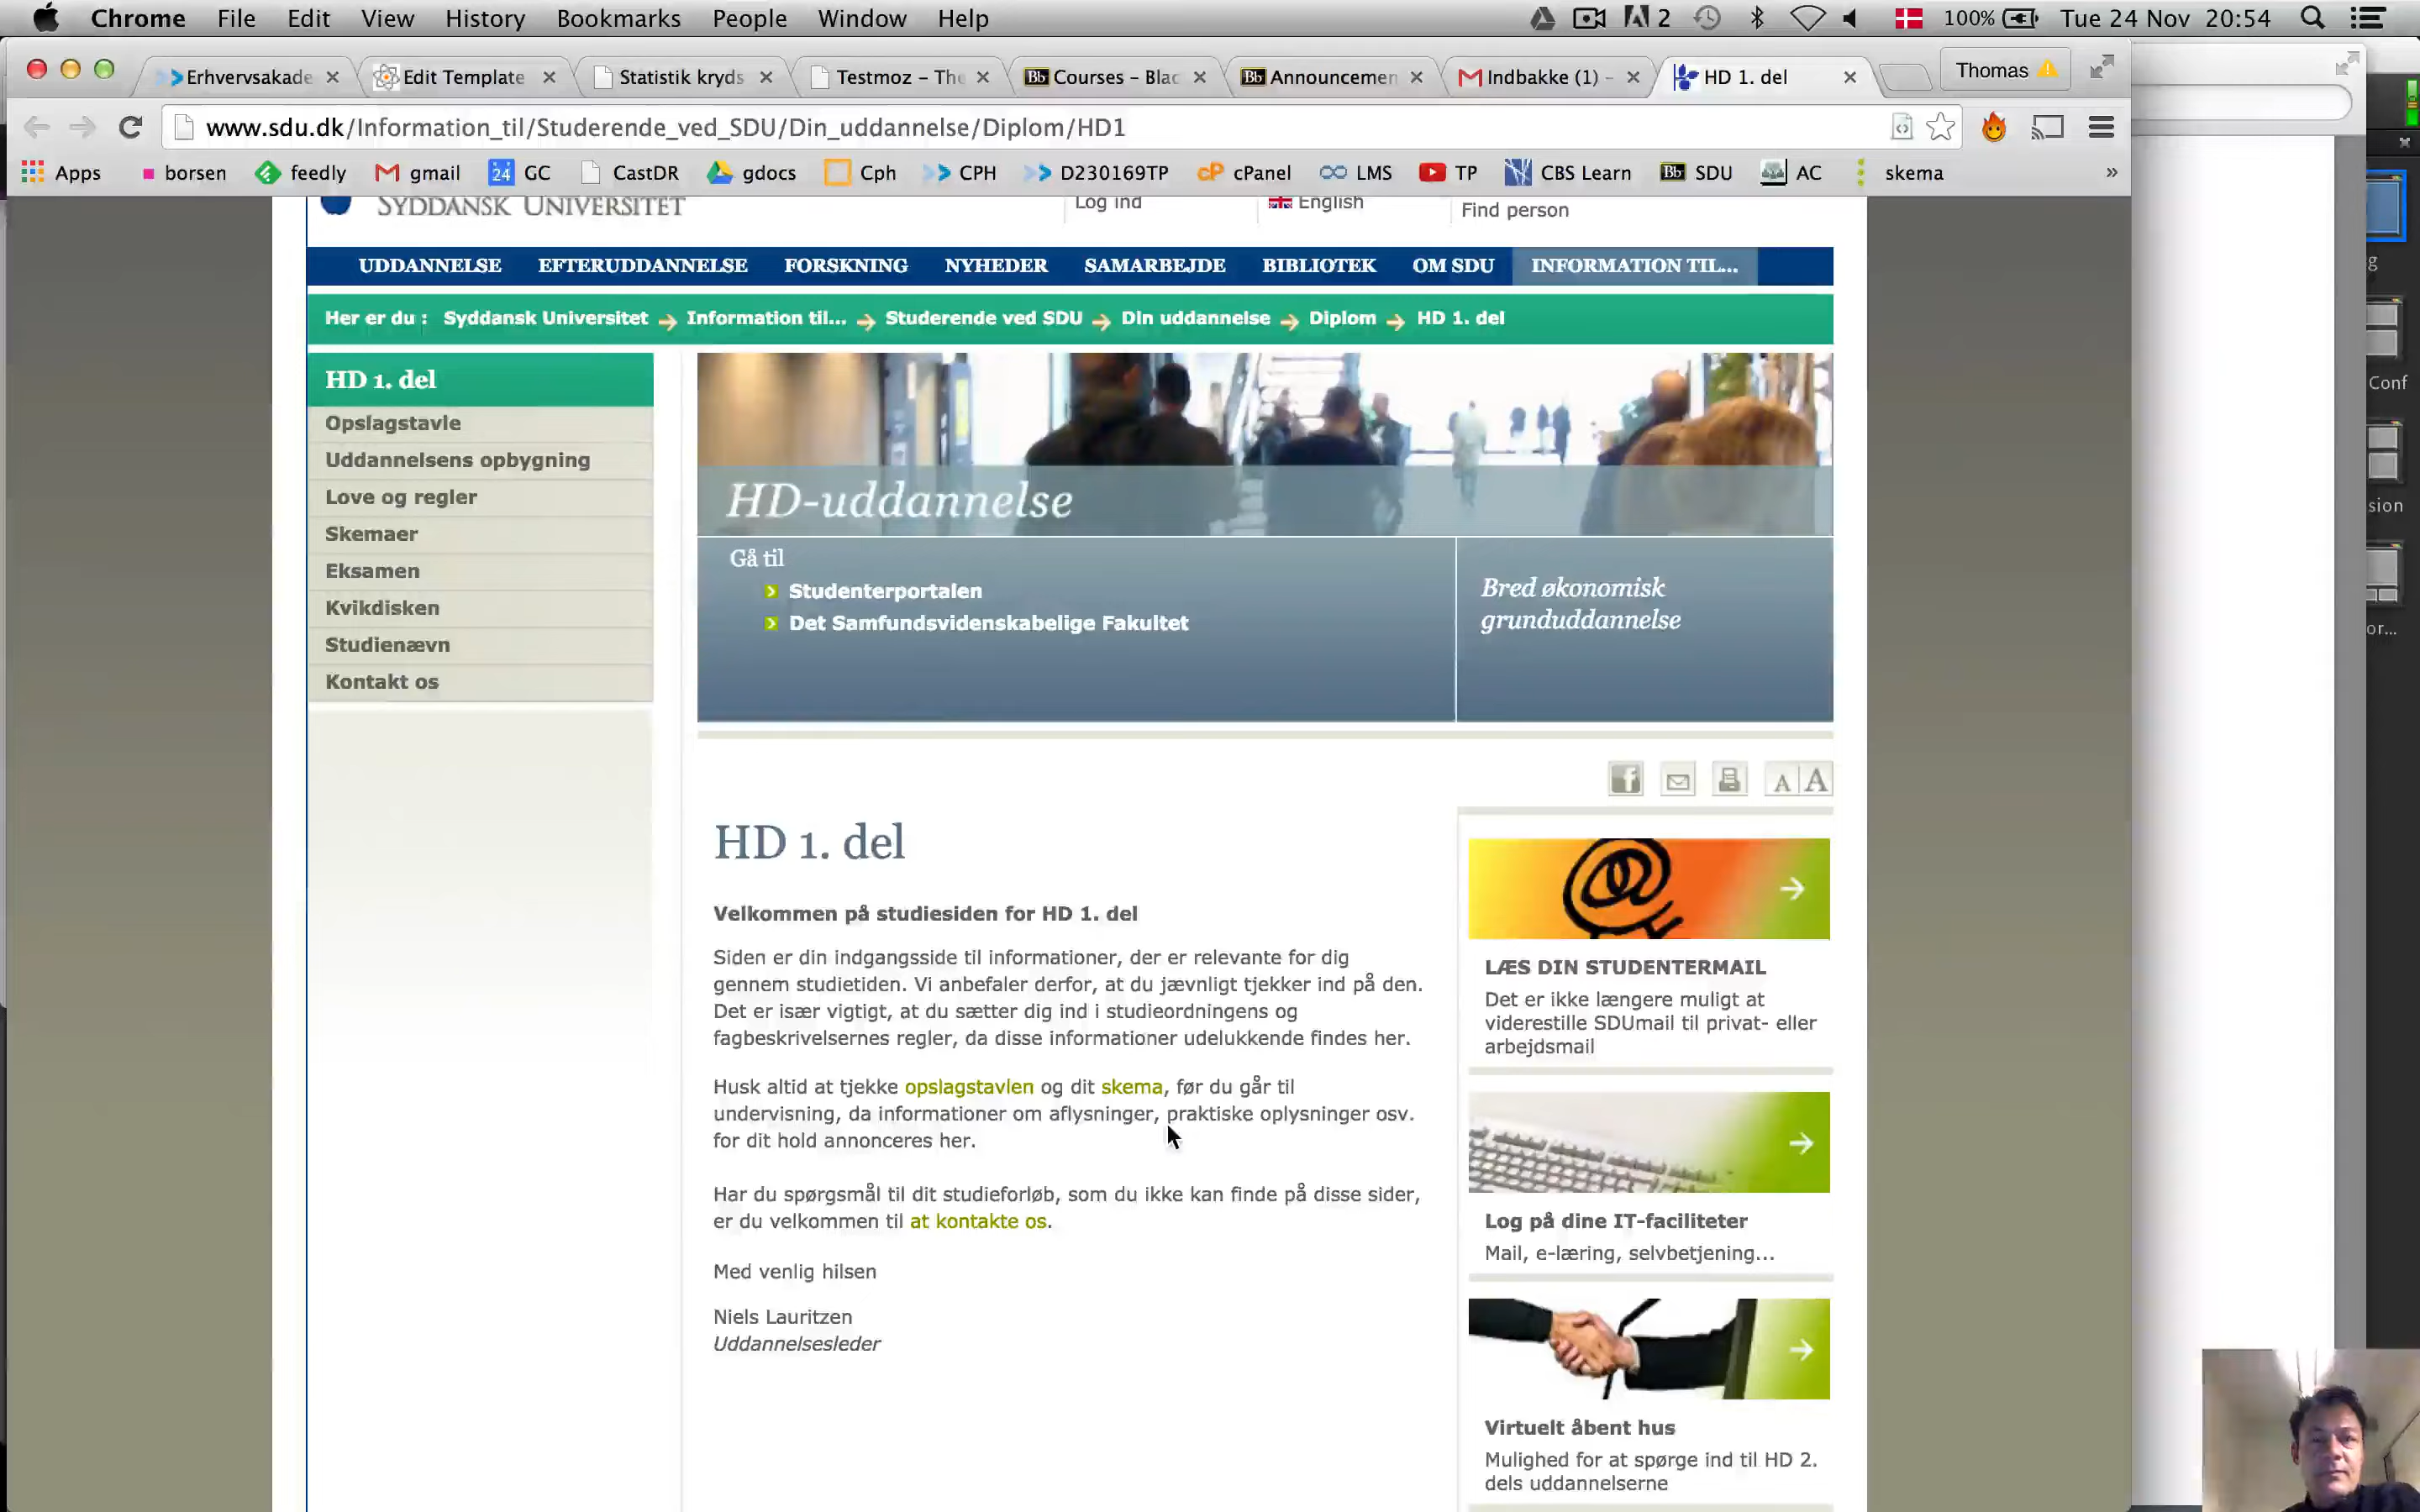 Chrome File Edit View History Bookmarks People Window Help 2 100% Tue 24 Nov 20:54
Erhvervsakade Edit Template Statistik kryds Testmoz – The Courses – Blac Announcemen Indbakke (1) – HD 1. del Thomas
www.sdu.dk/Information_til/Studerende_ved_SDU/Din_uddannelse/Diplom/HD1
Apps borsen feedly gmail 24 GC CastDR gdocs Cph CPH D230169TP cP cPanel LMS TP CBS Learn Bb SDU AC skema »
SYDDANSK UNIVERSITET Log ind English Find person
UDDANNELSE EFTERUDDANNELSE FORSKNING NYHEDER SAMARBEJDE BIBLIOTEK OM SDU INFORMATION TIL...
Her er du : Syddansk Universitet Information til... Studerende ved SDU Din uddannelse Diplom HD 1. del
HD 1. del
Opslagstavle
Uddannelsens opbygning
Love og regler
Skemaer
Eksamen
Kvikdisken
Studienævn
Kontakt os
HD-uddannelse
Gå til
Studenterportalen
Det Samfundsvidenskabelige Fakultet
Bred økonomisk
grunduddannelse
A A
HD 1. del
Velkommen på studiesiden for HD 1. del
Siden er din indgangsside til informationer, der er relevante for dig
gennem studietiden. Vi anbefaler derfor, at du jævnligt tjekker ind på den.
Det er især vigtigt, at du sætter dig ind i studieordningens og
fagbeskrivelsernes regler, da disse informationer udelukkende findes her.
Husk altid at tjekke opslagstavlen og dit skema, før du går til
undervisning, da informationer om aflysninger, praktiske oplysninger osv.
for dit hold annonceres her.
Har du spørgsmål til dit studieforløb, som du ikke kan finde på disse sider,
er du velkommen til at kontakte os.
Med venlig hilsen
Niels Lauritzen
Uddannelsesleder
LÆS DIN STUDENTERMAIL
Det er ikke længere muligt at
viderestille SDUmail til privat- eller
arbejdsmail
Log på dine IT-faciliteter
Mail, e-læring, selvbetjening...
Virtuelt åbent hus
Mulighed for at spørge ind til HD 2.
dels uddannelserne
g
Conf
sion
or...